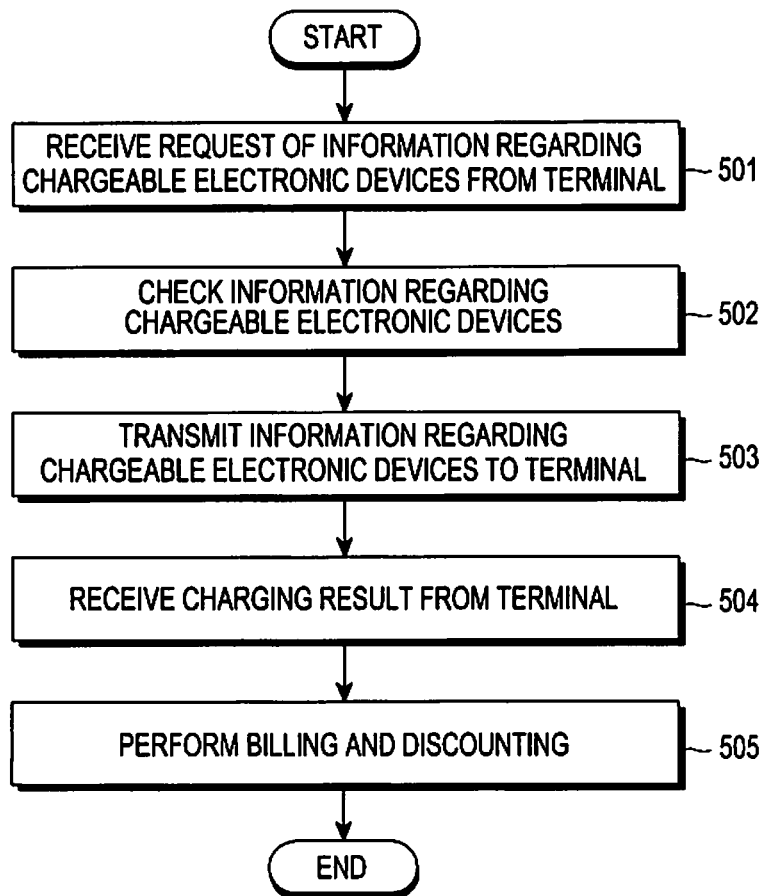 START
RECEIVE REQUEST OF INFORMATION REGARDING
CHARGEABLE ELECTRONIC DEVICES FROM TERMINAL
501
CHECK INFORMATION REGARDING
CHARGEABLE ELECTRONIC DEVICES
502
TRANSMIT INFORMATION REGARDING
CHARGEABLE ELECTRONIC DEVICES TO TERMINAL
503
RECEIVE CHARGING RESULT FROM TERMINAL
504
PERFORM BILLING AND DISCOUNTING
505
END